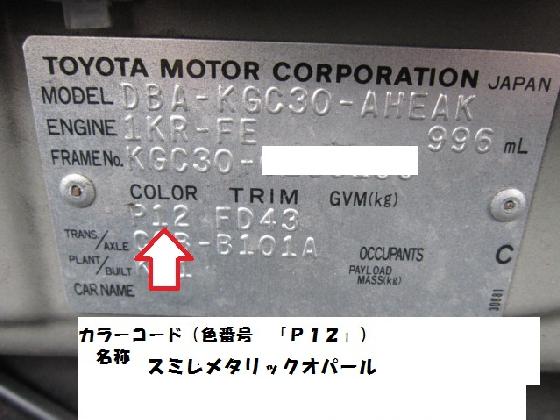 TOYOTA MOTOR CORPORATION JAPAN
MODEL DBA-KGC30-AHEAK
ENGINE 1KR-FE 996 mL
FRAME No. KGC30-
COLOR TRIM GVM(kg)
P12 FD43
TRANS/AXLE B101A OCCUPANTS C
PLANT/BUILT PAYLOAD MASS(kg)
CAR NAME
カラーコード（色番号 「Ｐ１２」）
名称 スミレメタリックオパール